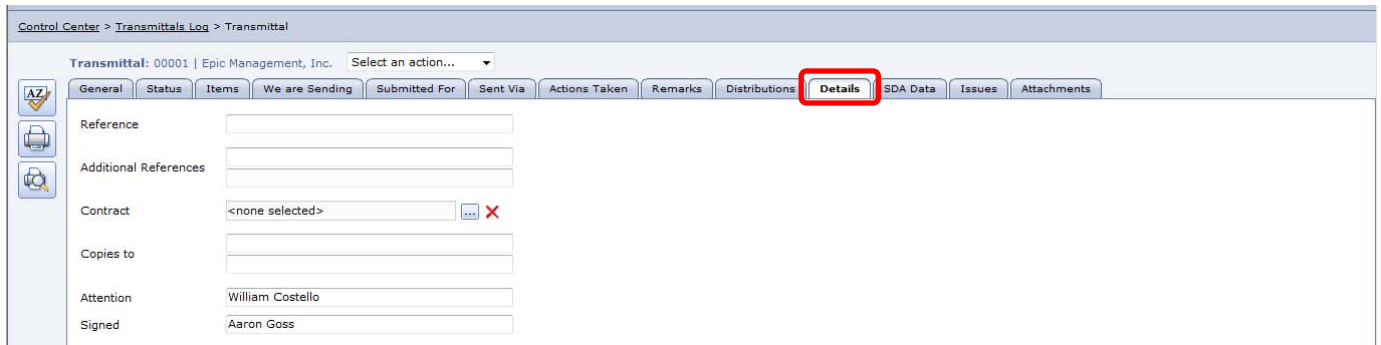 Control Center > Transmittals Log > Transmittal
Transmittal: 00001 | Epic Management, Inc. Select an action...
General Status Items We are Sending Submitted For Sent Via Actions Taken Remarks Distributions Details SDA Data Issues Attachments
AZ
Reference
Additional References
Contract <none selected> ...
Copies to
Attention William Costello
Signed Aaron Goss